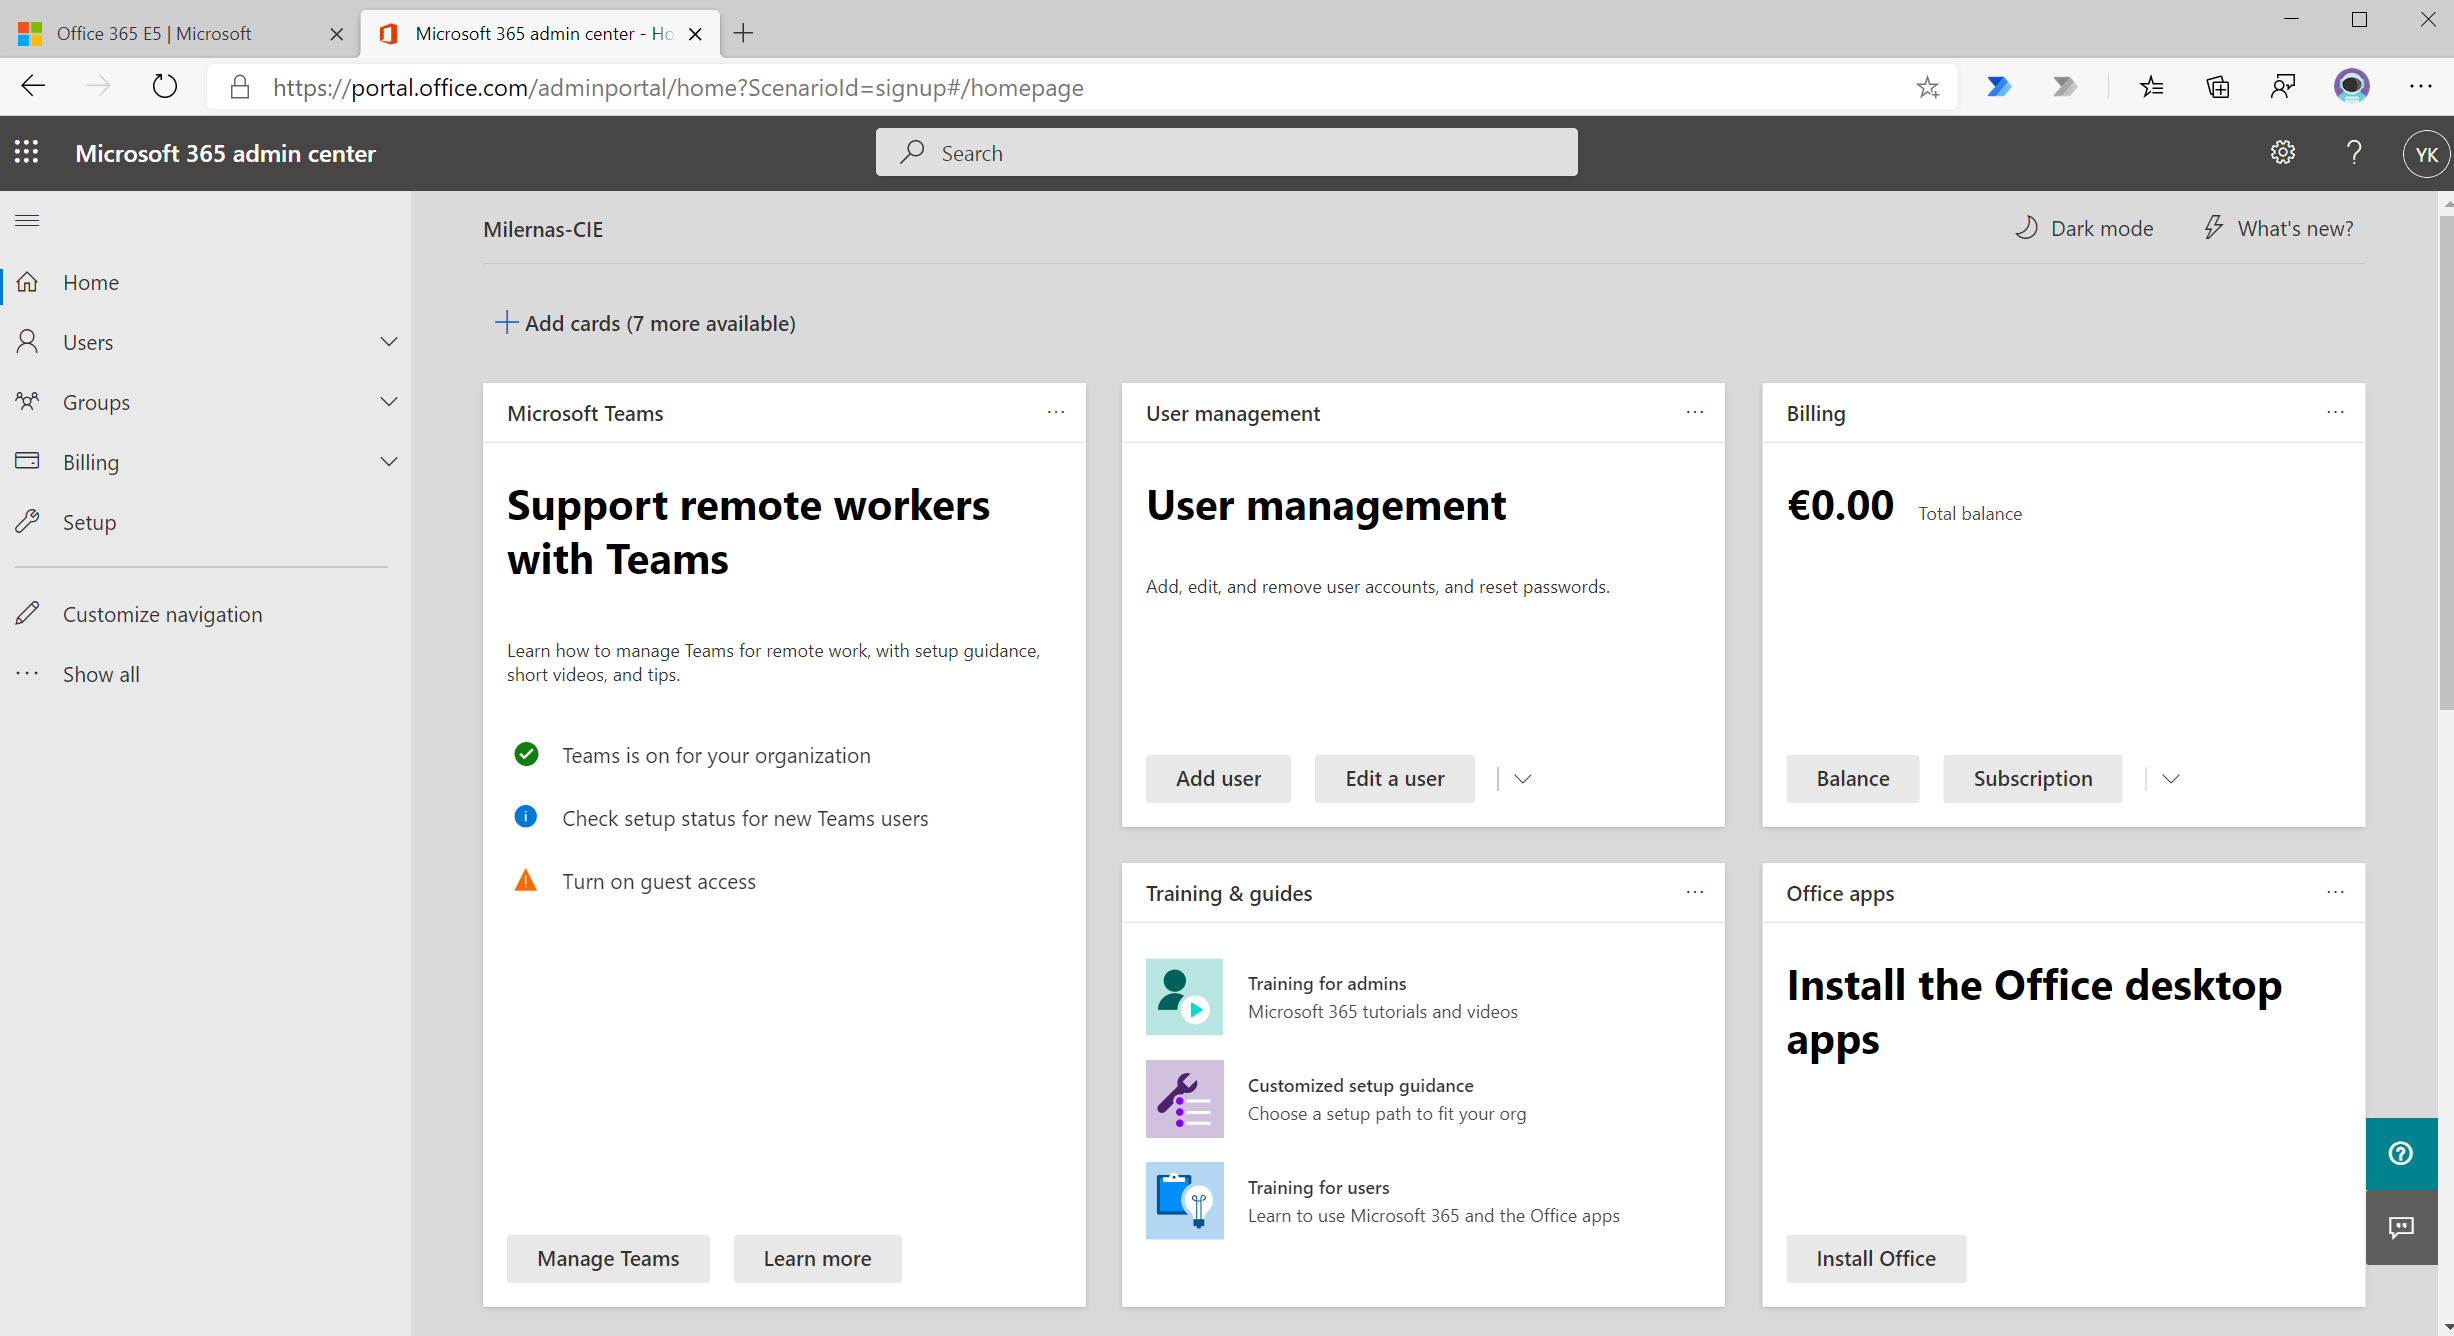 Office 365 E5 | Microsoft
Microsoft 365 admin center - Ho
https://portal.office.com/adminportal/home?ScenarioId=signup#/homepage
Microsoft 365 admin center
Search
YK
Milernas-CIE
Dark mode
What's new?
Home
Users
Groups
Billing
Setup
Customize navigation
Show all
Add cards (7 more available)
Microsoft Teams
Support remote workers
with Teams
Learn how to manage Teams for remote work, with setup guidance,
short videos, and tips.
Teams is on for your organization
Check setup status for new Teams users
Turn on guest access
Manage Teams
Learn more
User management
User management
Add, edit, and remove user accounts, and reset passwords.
Add user
Edit a user
Billing
€0.00 Total balance
Balance
Subscription
Training & guides
Training for admins
Microsoft 365 tutorials and videos
Customized setup guidance
Choose a setup path to fit your org
Training for users
Learn to use Microsoft 365 and the Office apps
Office apps
Install the Office desktop
apps
Install Office